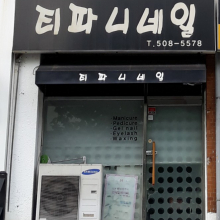 티파니네일
T.508-5578
티파니네일
Manicure
Pedicure
Gel nail
Eyelash
Waxing
SAMSUNG